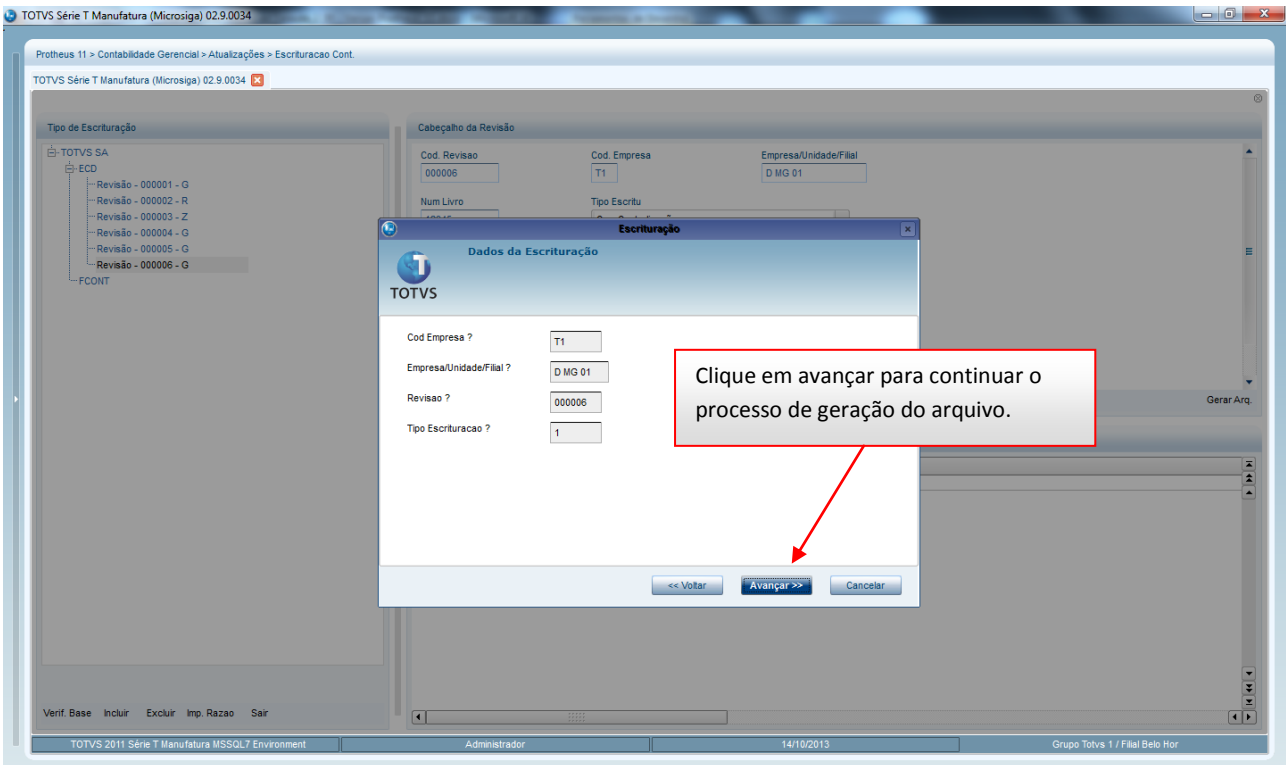 TOTVS Série T Manufatura (Microsiga) 02.9.0034
Protheus 11 > Contabilidade Gerencial > Atualizações > Escrituracao Cont.
TOTVS Série T Manufatura (Microsiga) 02.9.0034
Tipo de Escrituração
TOTVS SA
ECD
Revisão - 000001 - G
Revisão - 000002 - R
Revisão - 000003 - Z
Revisão - 000004 - G
Revisão - 000005 - G
Revisão - 000006 - G
FCONT
Cabeçalho da Revisão
Cod. Revisao Cod. Empresa Empresa/Unidade/Filial
000006 T1 D MG 01
Num Livro Tipo Escritu
Escrituração
Dados da Escrituração
TOTVS
Cod Empresa ? T1
Empresa/Unidade/Filial ? D MG 01
Revisao ? 000006
Tipo Escrituracao ? 1
Clique em avançar para continuar o
processo de geração do arquivo.
Gerar Arq.
<< Voltar Avançar >> Cancelar
Verif. Base Incluir Excluir Imp. Razao Sair
TOTVS 2011 Série T Manufatura MSSQL7 Environment Administrador 14/10/2013 Grupo Totvs 1 / Filial Belo Hor